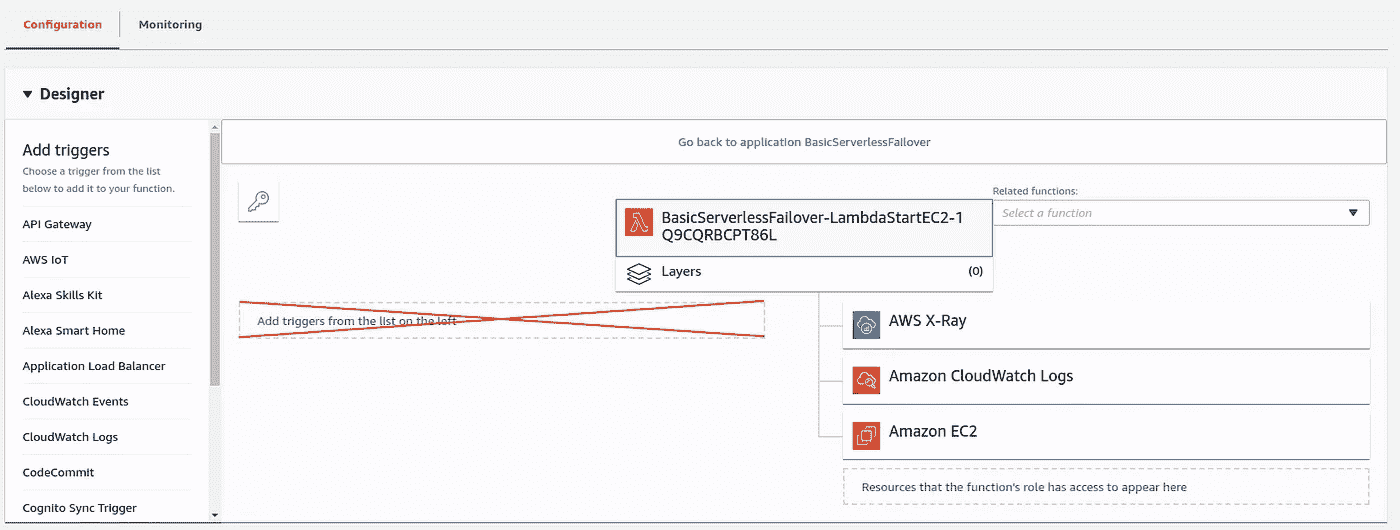 Configuration
Monitoring
Designer
Add triggers
Choose a trigger from the list
below to add it to your function.
API Gateway
AWS IoT
Alexa Skills Kit
Alexa Smart Home
Application Load Balancer
CloudWatch Events
CloudWatch Logs
CodeCommit
Cognito Sync Trigger
Go back to application BasicServerlessFailover
BasicServerlessFailover-LambdaStartEC2-1
Q9CQRBCPT86L
Layers
(0)
Related functions:
Select a function
Add triggers from the list on the left
AWS X-Ray
Amazon CloudWatch Logs
Amazon EC2
Resources that the function's role has access to appear here